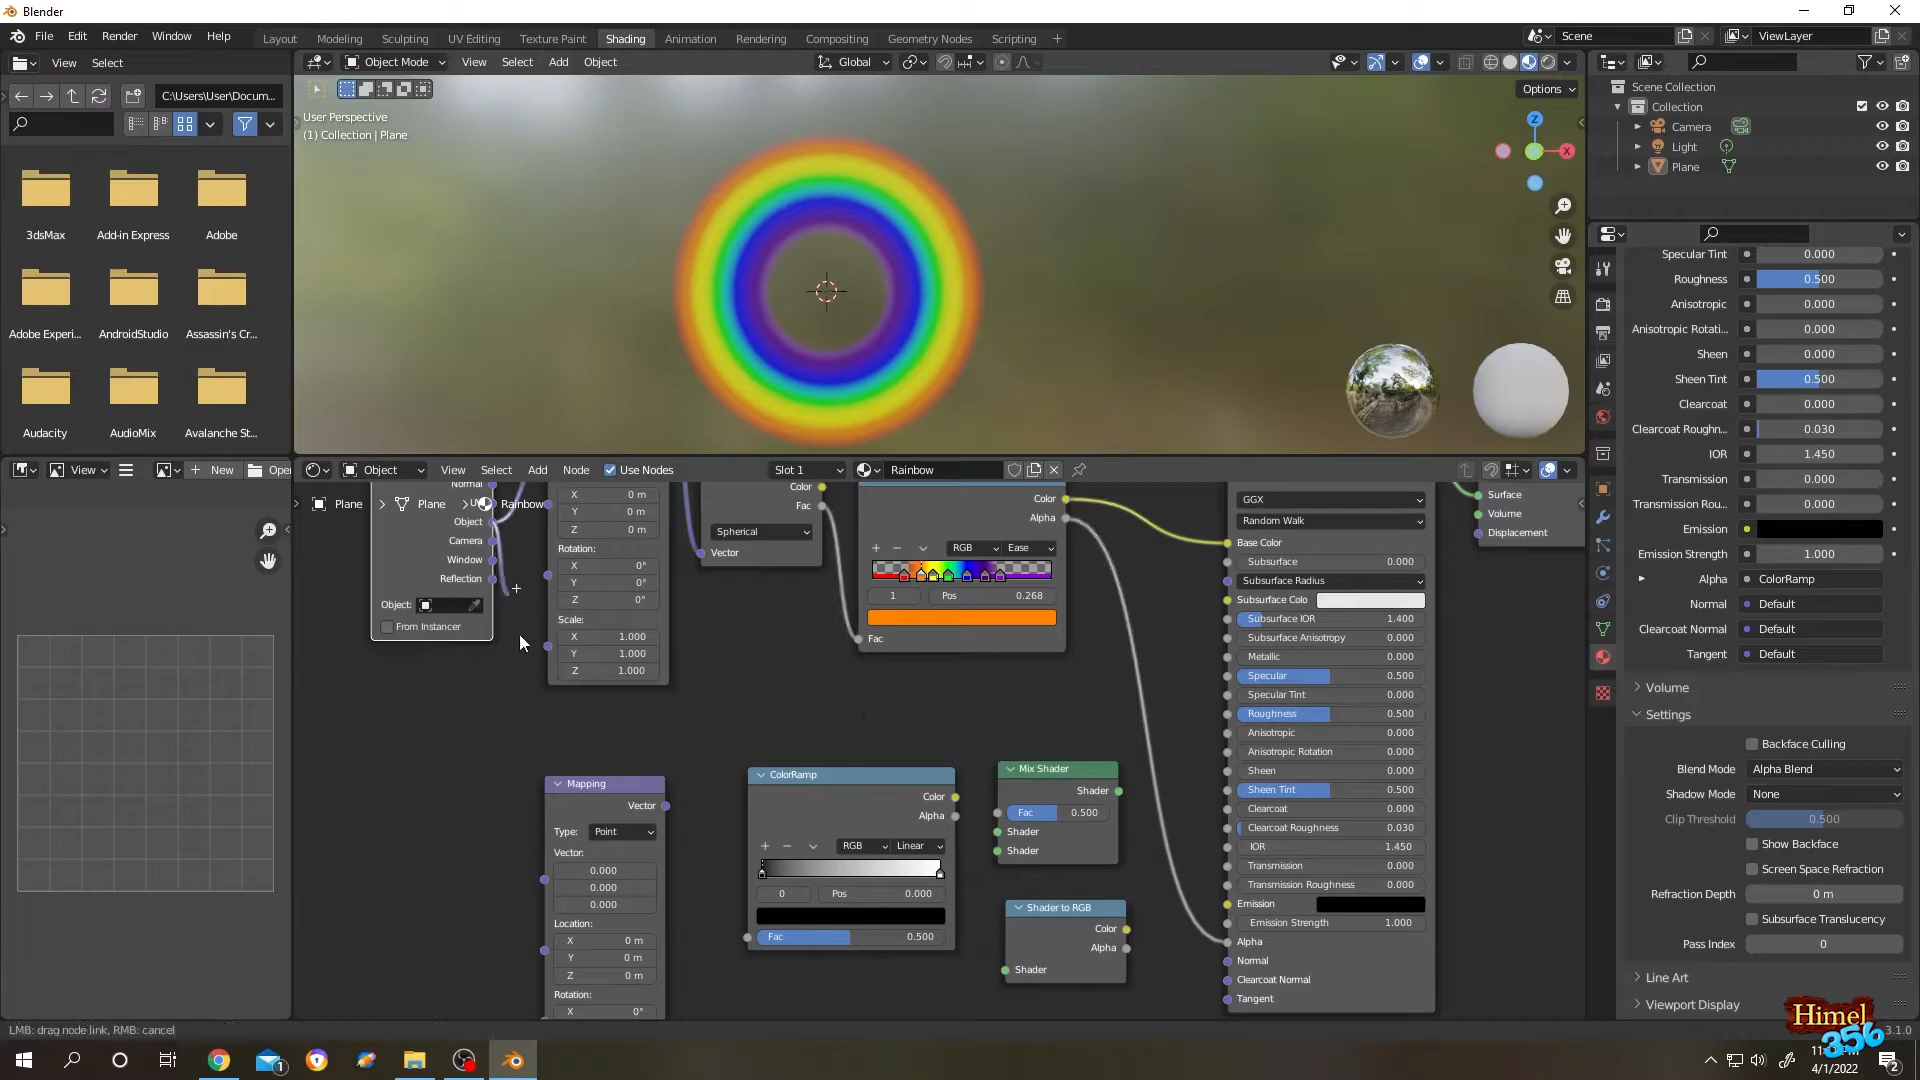 Blender
File Edit Render Window Help
Layout Modeling Sculpting UV Editing Texture Paint Shading Animation Rendering Compositing Geometry Nodes Scripting +
Scene
ViewLayer
View Select
Object Mode View Select Add Object
Global
Options
C:\Users\User\Docum...
3dsMax
Add-in Express
Adobe
Adobe Experi...
AndroidStudio
Assassin's Cr...
Audacity
AudioMix
Avalanche St...
User Perspective
(1) Collection | Plane
Z
X
Scene Collection
Collection
Camera
Light
Plane
Specular Tint 0.000
Roughness 0.500
Anisotropic 0.000
Anisotropic Rotati... 0.000
Sheen 0.000
Sheen Tint 0.500
Clearcoat 0.000
Clearcoat Roughn... 0.030
IOR 1.450
Transmission 0.000
Transmission Rou... 0.000
Emission
Emission Strength 1.000
Alpha ColorRamp
Normal Default
Clearcoat Normal Default
Tangent Default
Volume
Settings
Backface Culling
Blend Mode Alpha Blend
Shadow Mode None
Clip Threshold 0.500
Show Backface
Screen Space Refraction
Refraction Depth 0 m
Subsurface Translucency
Pass Index 0
Line Art
Viewport Display
View
New
Open
Object View Select Add Node Use Nodes
Slot 1
Rainbow
Plane > Plane > Rainbow
Normal
Object
Camera
Window
Reflection
Object:
From Instancer
X 0 m
Y 0 m
Z 0 m
Rotation:
X 0°
Y 0°
Z 0°
Scale:
X 1.000
Y 1.000
Z 1.000
Color
Fac
Spherical
Vector
Color
Alpha
RGB Ease
1 Pos 0.268
Fac
GGX
Random Walk
Base Color
Subsurface 0.000
Subsurface Radius
Subsurface Colo
Subsurface IOR 1.400
Subsurface Anisotropy 0.000
Metallic 0.000
Specular 0.500
Specular Tint 0.000
Roughness 0.500
Anisotropic 0.000
Anisotropic Rotation 0.000
Sheen 0.000
Sheen Tint 0.500
Clearcoat 0.000
Clearcoat Roughness 0.030
IOR 1.450
Transmission 0.000
Transmission Roughness 0.000
Emission
Emission Strength 1.000
Alpha
Normal
Clearcoat Normal
Tangent
Surface
Volume
Displacement
Mapping
Vector
Type: Point
Vector:
0.000
0.000
0.000
Location:
X 0 m
Y 0 m
Z 0 m
Rotation:
X 0°
ColorRamp
Color
Alpha
RGB Linear
0 Pos 0.000
Fac 0.500
Mix Shader
Shader
Fac 0.500
Shader
Shader
Shader to RGB
Color
Alpha
Shader
LMB: drag node link, RMB: cancel
3.1.0
Himel
356
4/1/2022